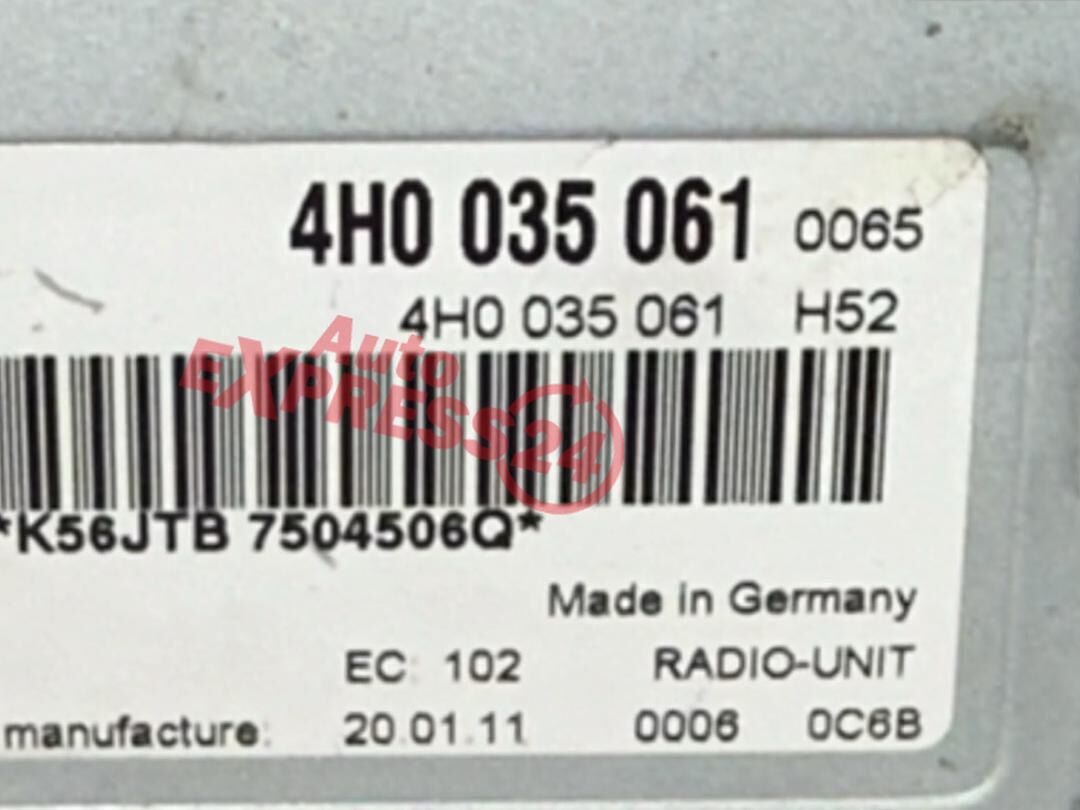 4H0 035 061 0065
4H0 035 061 H52
Auto
EXPRESS24
*K56JTB 7504506Q*
Made in Germany
EC: 102 RADIO-UNIT
manufacture: 20.01.11 0006 0C6B